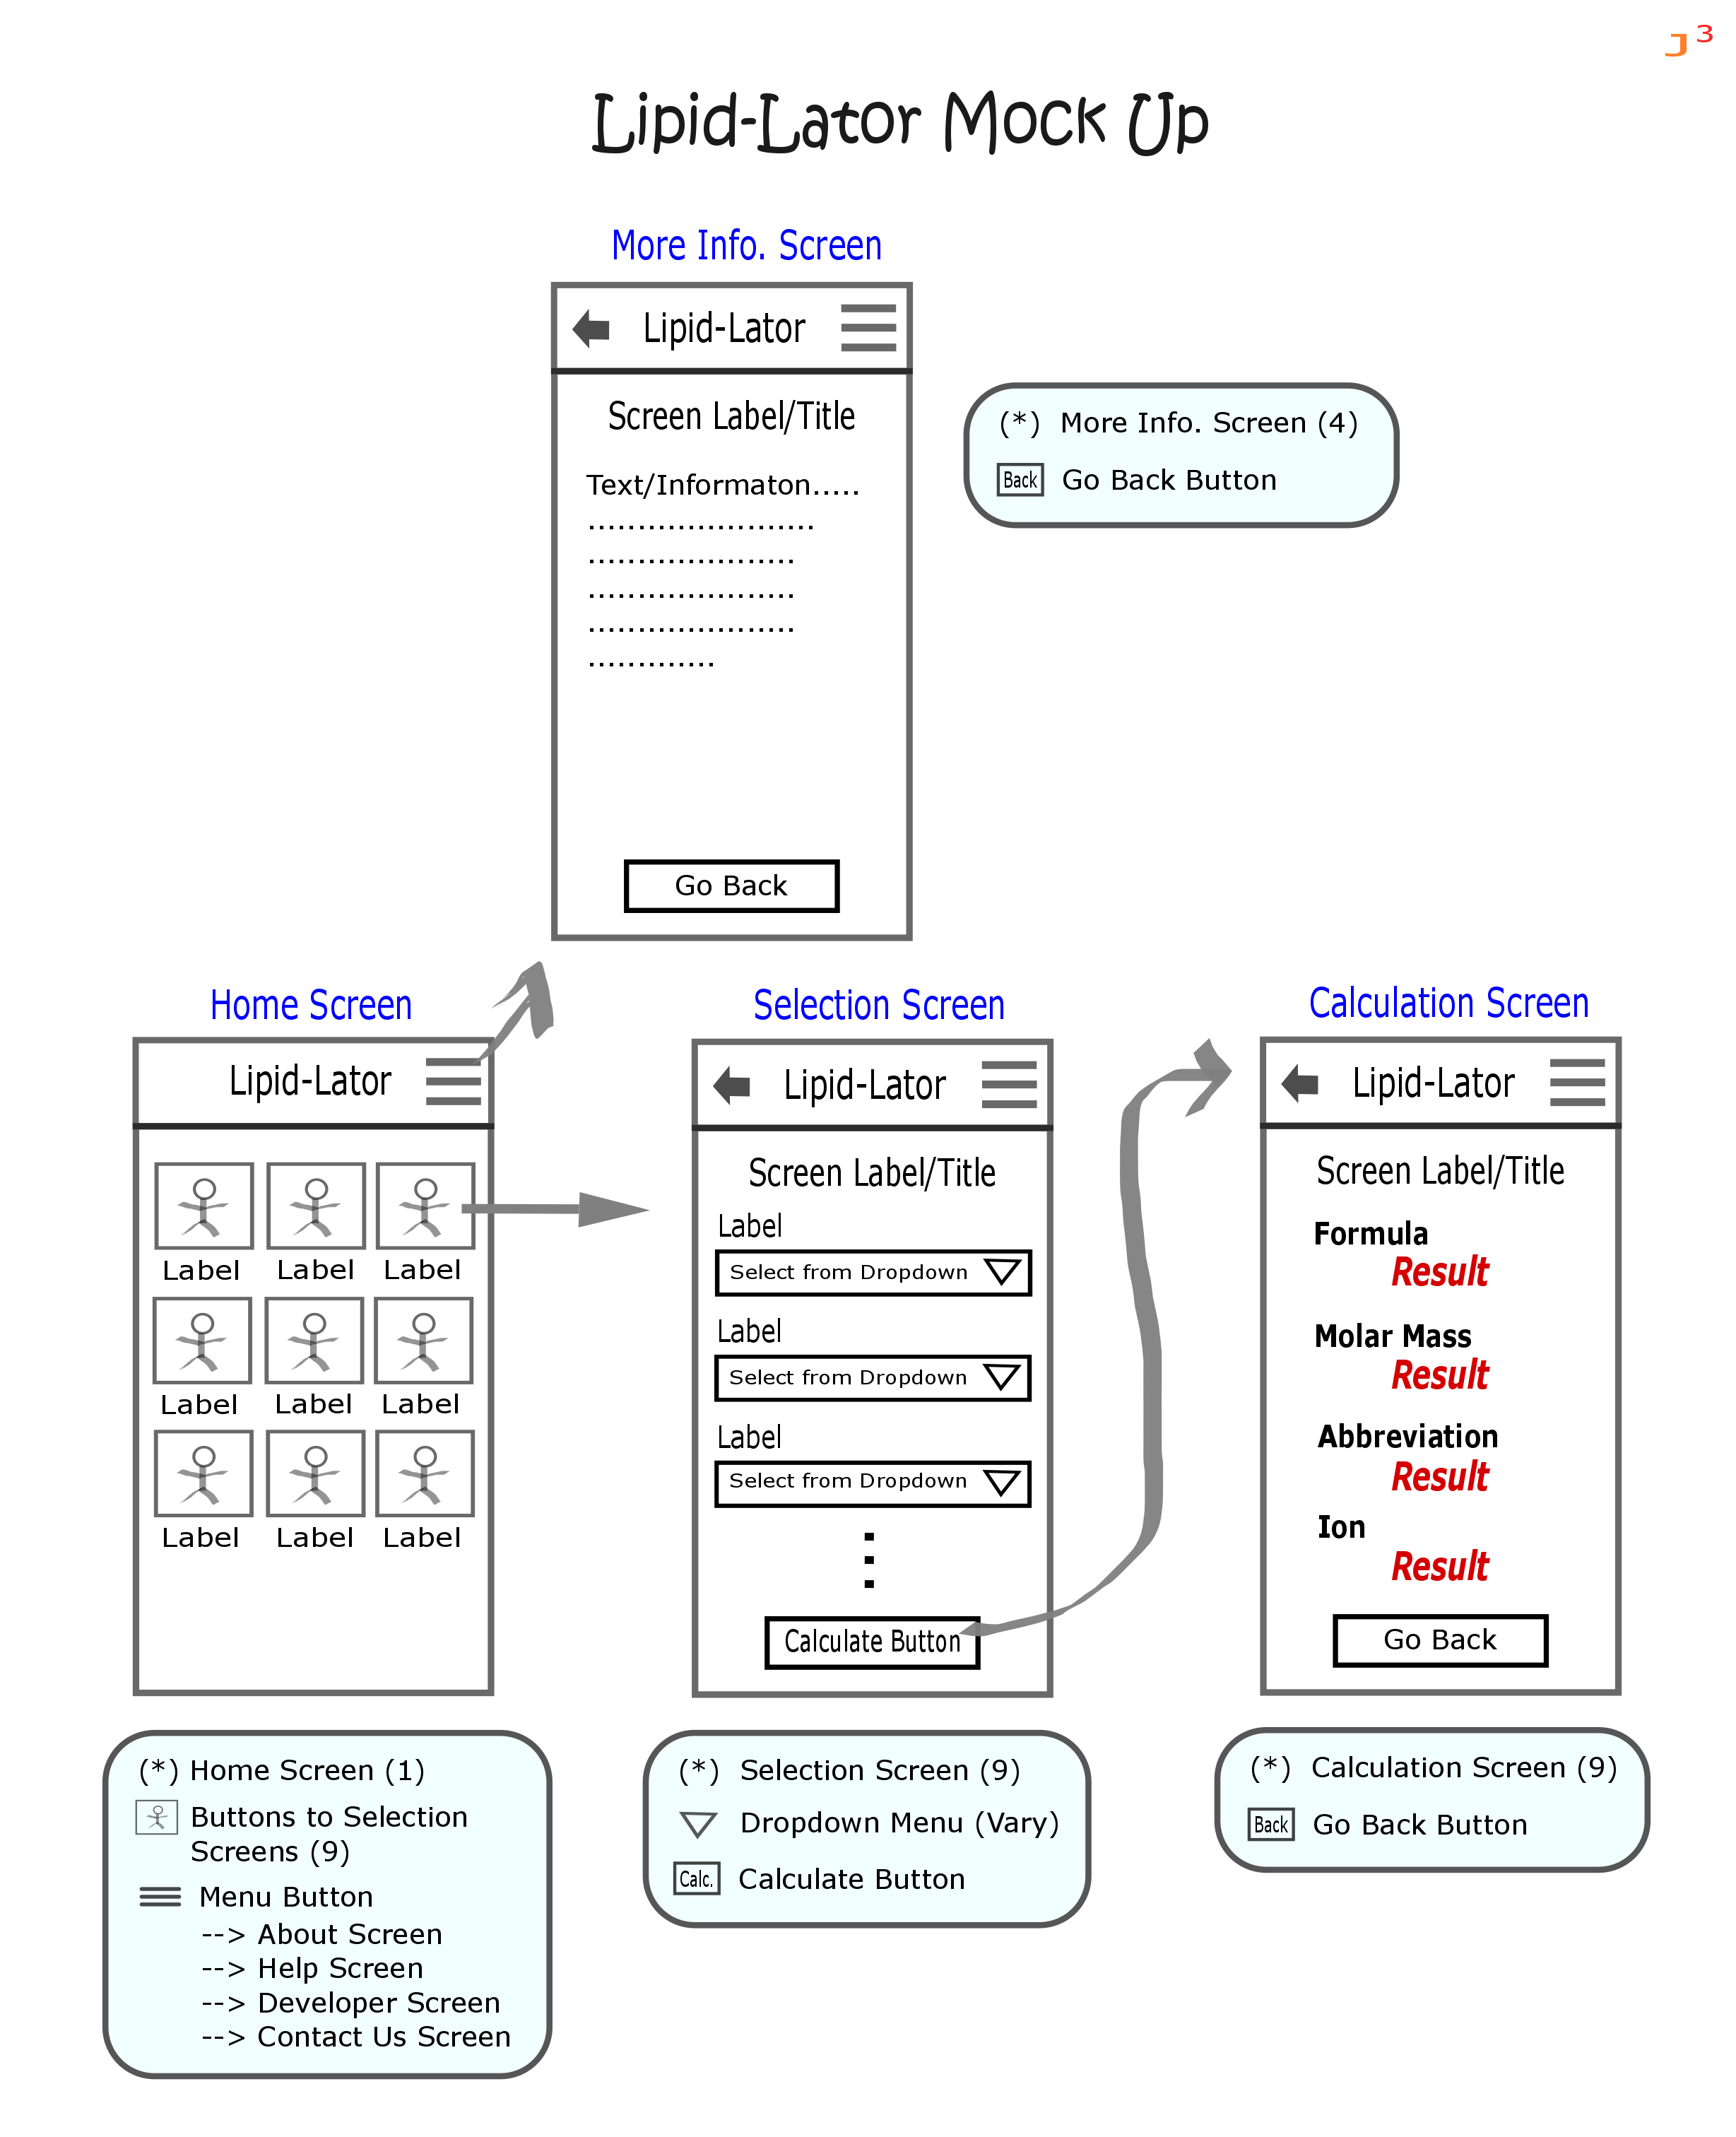 J³
Lipid-Lator Mock Up
More Info. Screen
Lipid-Lator
Screen Label/Title
Text/Informaton.....
.......................
.....................
.....................
.....................
.............
Go Back
(*) More Info. Screen (4)
Back Go Back Button
Home Screen
Lipid-Lator
Label Label Label
Label Label Label
Label Label Label
Selection Screen
Lipid-Lator
Screen Label/Title
Label
Select from Dropdown
Label
Select from Dropdown
Label
Select from Dropdown
Calculate Button
Calculation Screen
Lipid-Lator
Screen Label/Title
Formula
Result
Molar Mass
Result
Abbreviation
Result
Ion
Result
Go Back
(*) Home Screen (1)
Buttons to Selection
Screens (9)
Menu Button
--> About Screen
--> Help Screen
--> Developer Screen
--> Contact Us Screen
(*) Selection Screen (9)
Dropdown Menu (Vary)
Calc. Calculate Button
(*) Calculation Screen (9)
Back Go Back Button